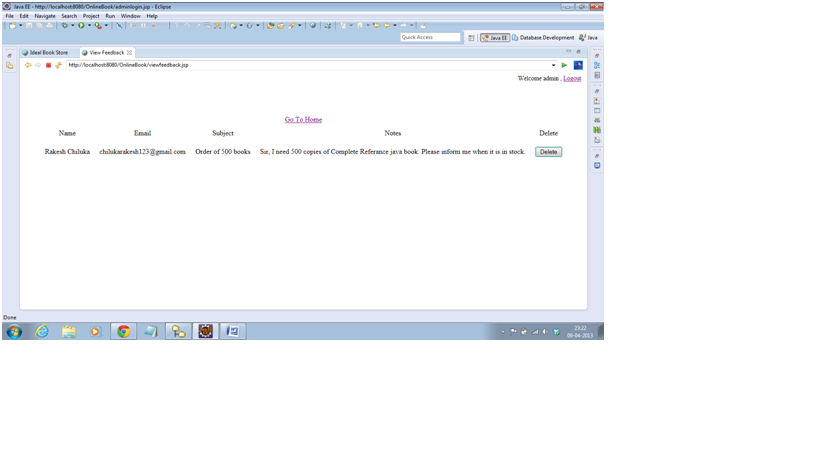 Java EE - http://localhost:8080/OnlineBook/adminlogin.jsp - Eclipse
File Edit Navigate Search Project Run Window Help
Quick Access Java EE Database Development Java
Ideal Book Store View Feedback
http://localhost:8080/OnlineBook/viewfeedback.jsp
Welcome admin , Logout
Go To Home
Name Email Subject Notes Delete
Rakesh Chiluka chilukarakesh123@gmail.com Order of 500 books Sir, I need 500 copies of Complete Referance java book. Please inform me when it is in stock. Delete
Done
23:22
06-04-2013